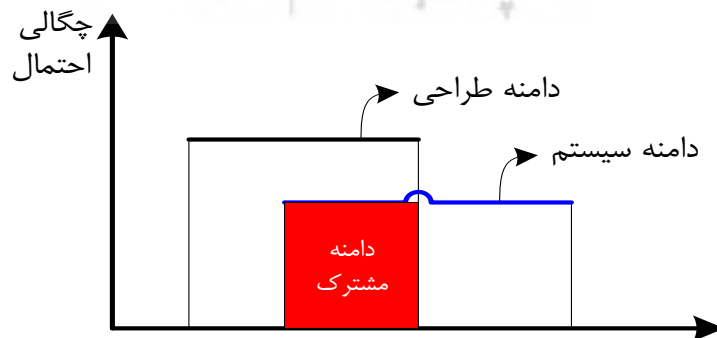 چگالی
احتمال
دامنه طراحی
دامنه سیستم
دامنه
مشترک